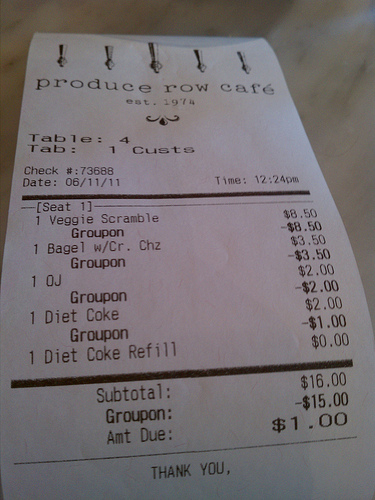 produce row café
est. 1974
Table: 4
Tab: 1 Custs
Check #:73688
Date: 06/11/11 Time: 12:24pm
[Seat 1]
1 Veggie Scramble $8.50
Groupon -$8.50
1 Bagel w/Cr. Chz $3.50
Groupon -$3.50
1 OJ $2.00
Groupon -$2.00
1 Diet Coke $2.00
Groupon -$1.00
1 Diet Coke Refill $0.00
Subtotal: $16.00
Groupon: -$15.00
Amt Due: $1.00
THANK YOU,